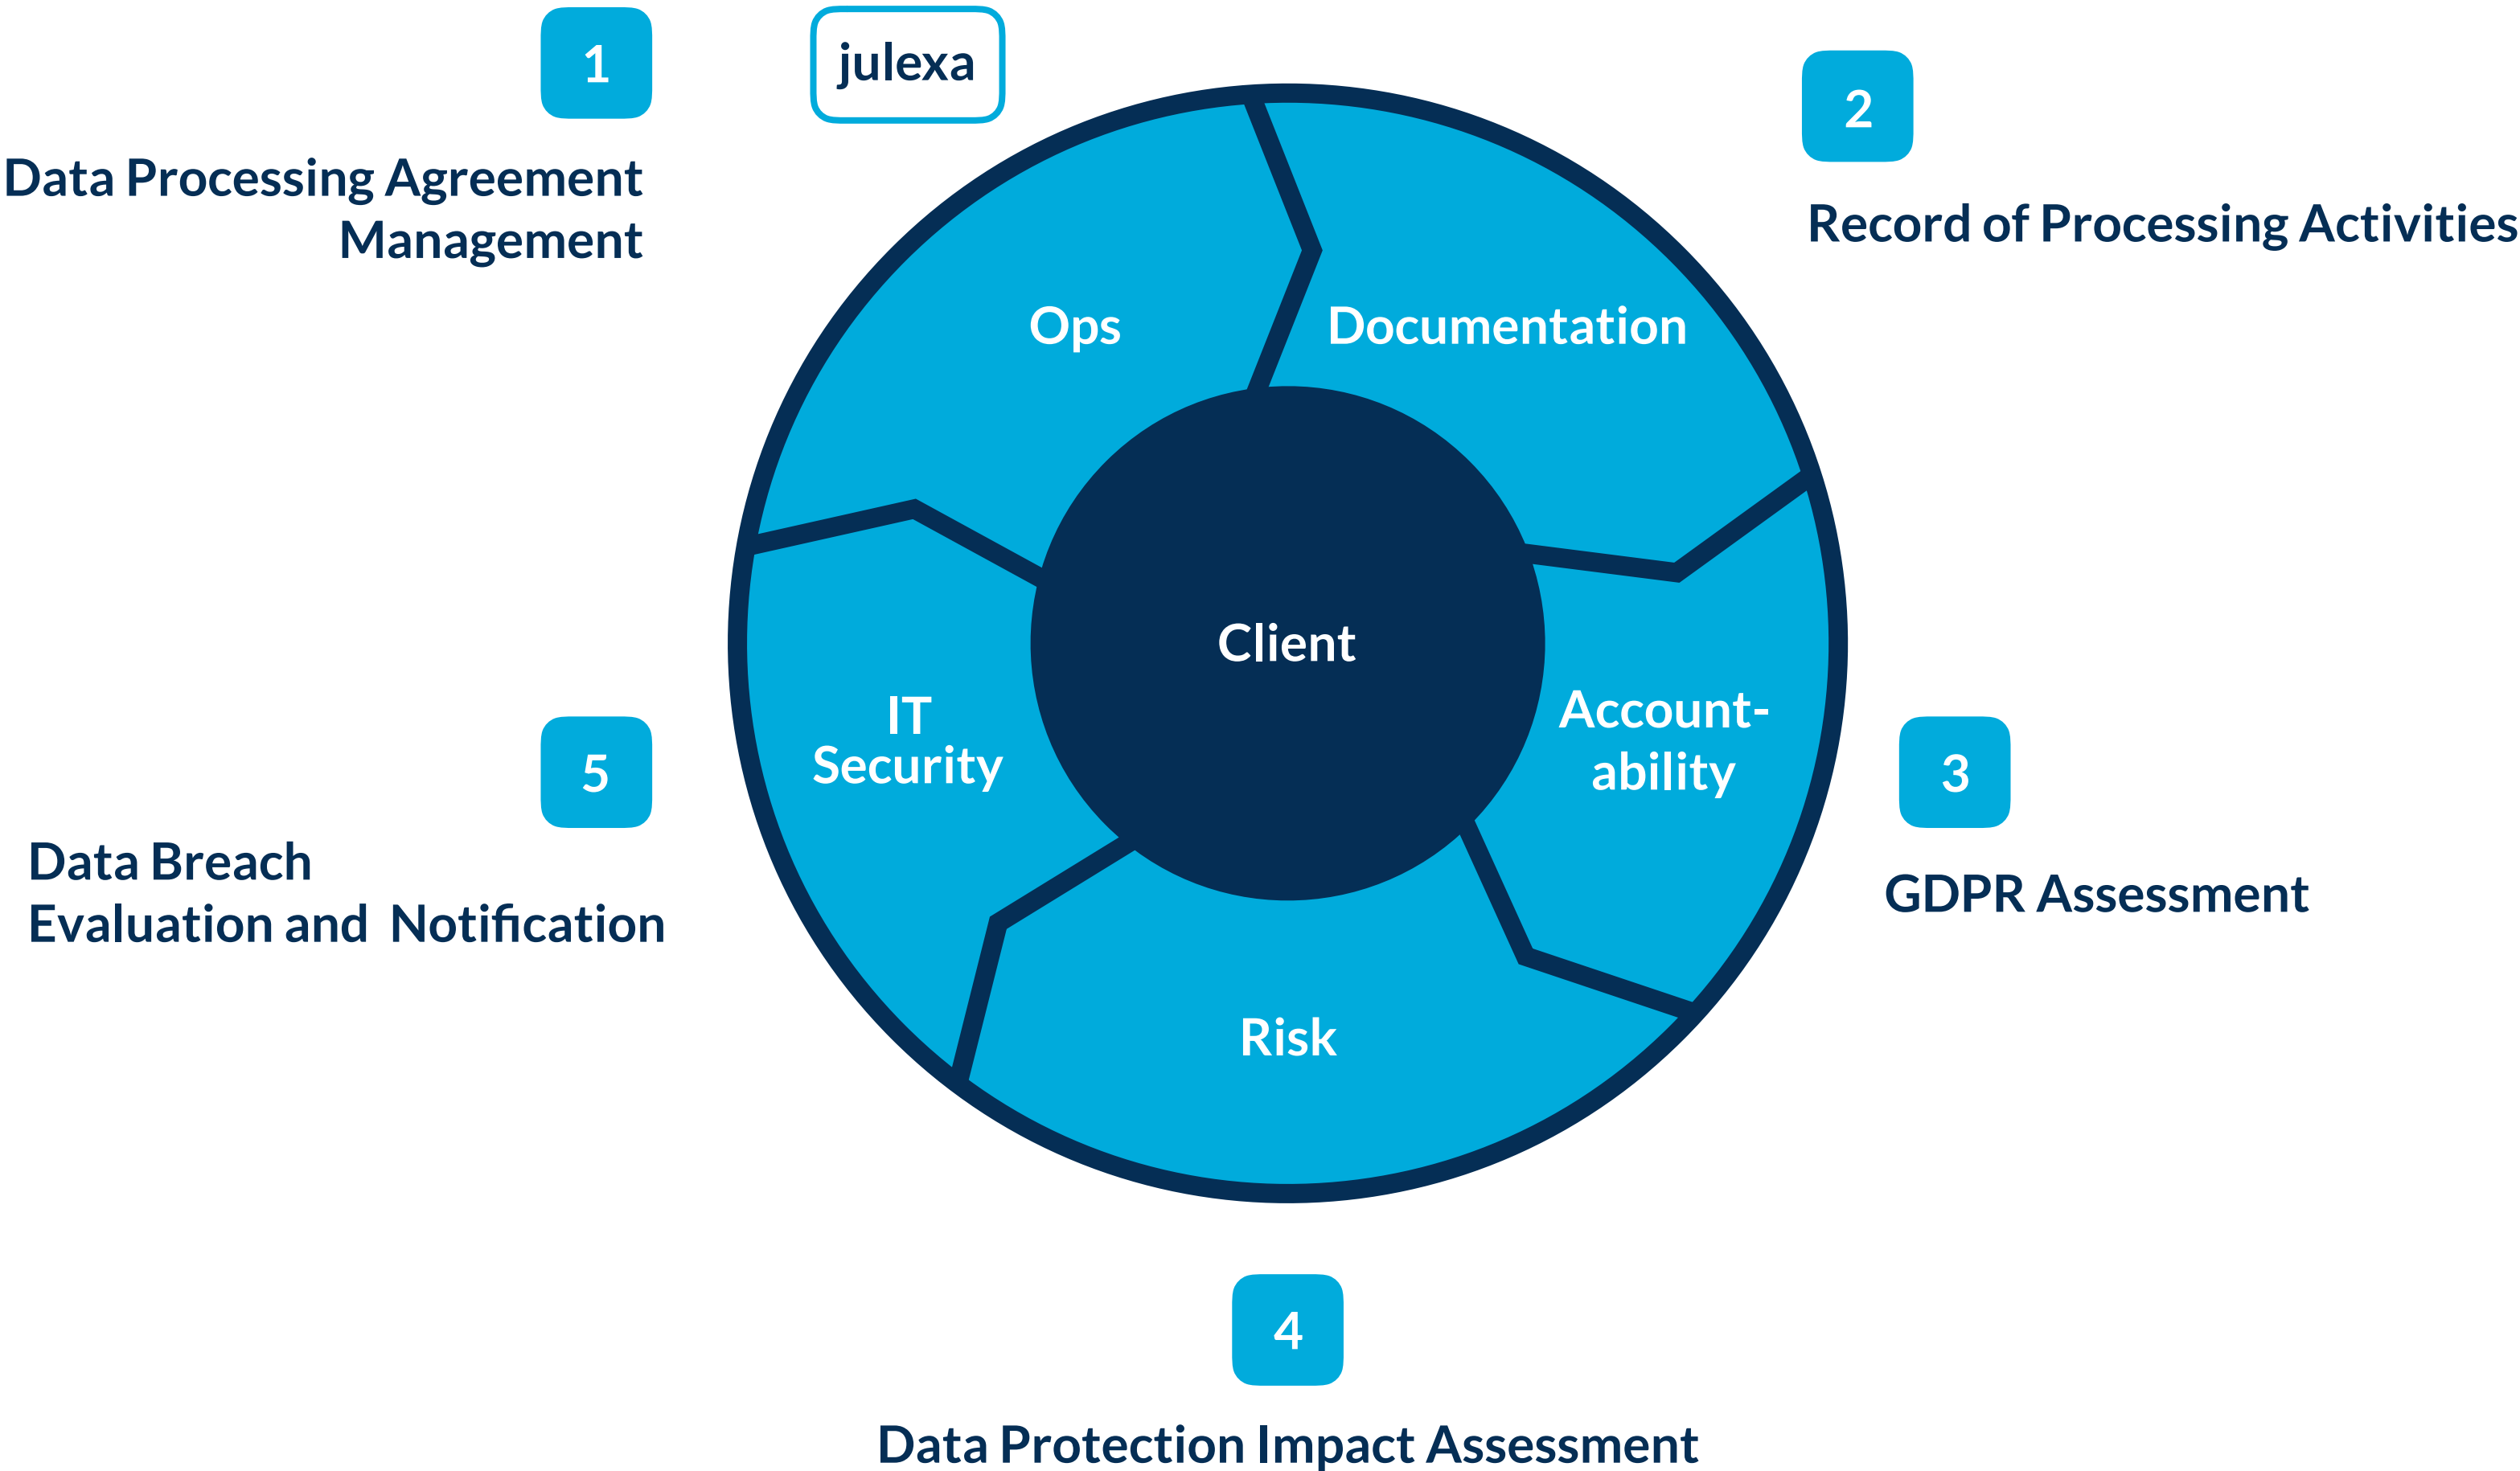 1
julexa
Data Processing Agreement
Management
2
Record of Processing Activities
Ops
Documentation
Client
IT
Security
Account-
ability
Risk
5
Data Breach
Evaluation and  Notification
3
GDPR Assessment
4
Data Protection Impact Assessment